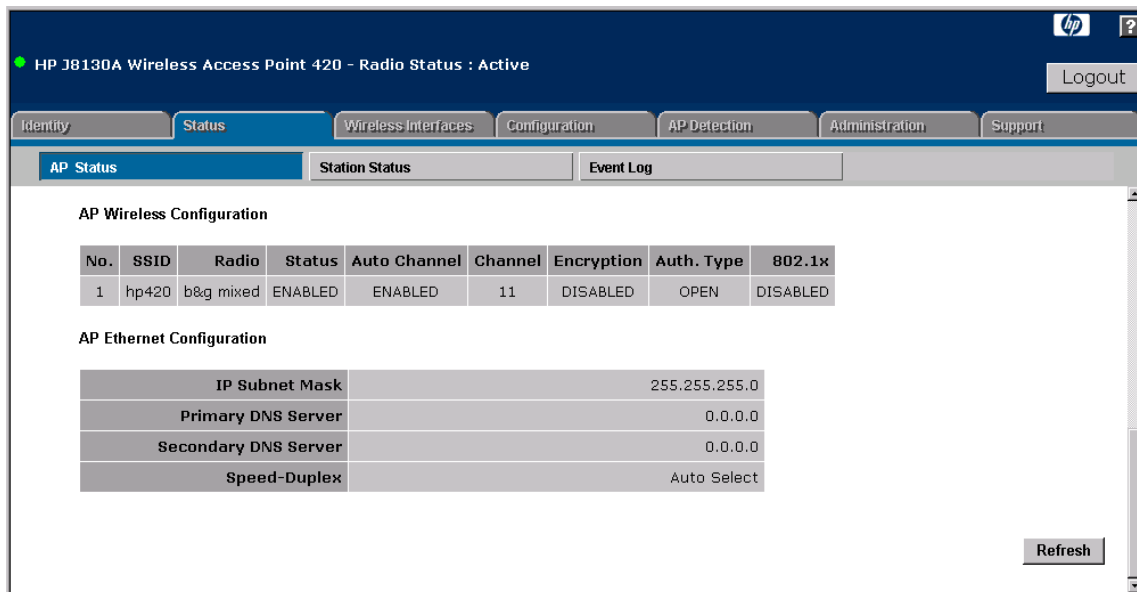 hp ?
HP J8130A Wireless Access Point 420 - Radio Status : Active
Logout
Identity Status Wireless Interfaces Configuration AP Detection Administration Support
AP Status Station Status Event Log
AP Wireless Configuration
No. SSID Radio Status Auto Channel Channel Encryption Auth. Type 802.1x
1 hp420 b&g mixed ENABLED ENABLED 11 DISABLED OPEN DISABLED
AP Ethernet Configuration
IP Subnet Mask 255.255.255.0
Primary DNS Server 0.0.0.0
Secondary DNS Server 0.0.0.0
Speed-Duplex Auto Select
Refresh